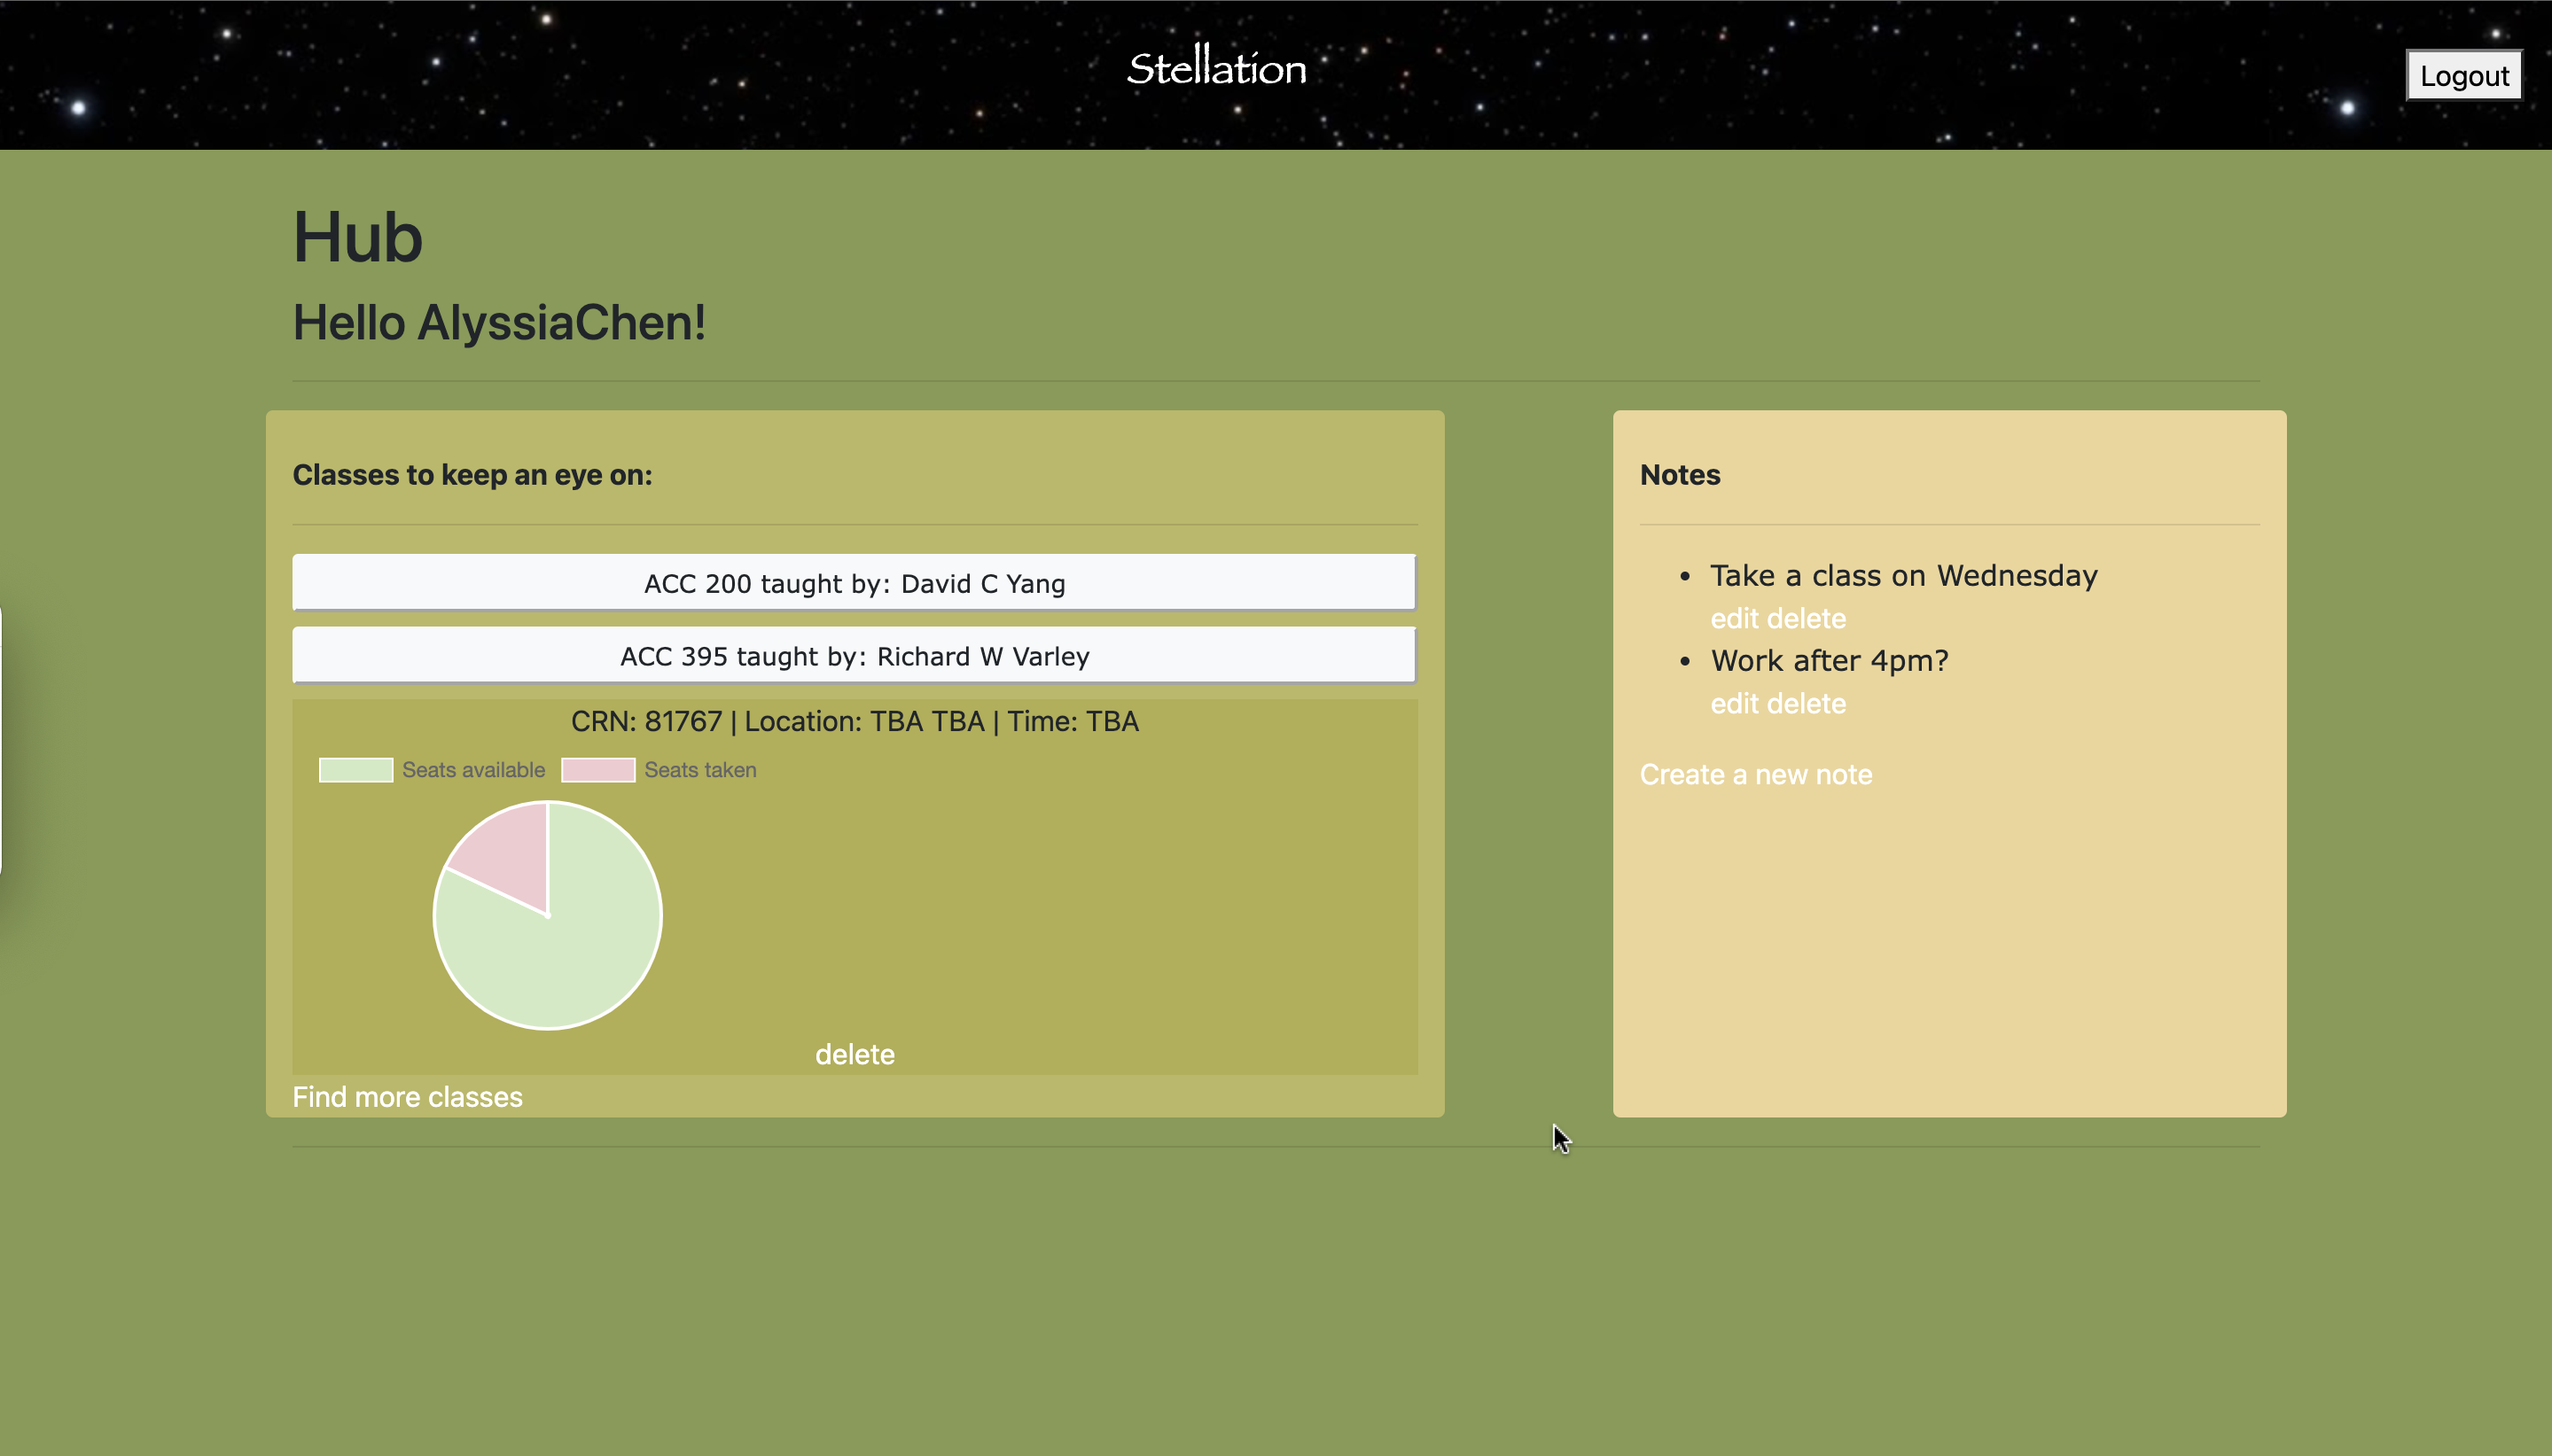 Stellation
Logout
Hub
Hello AlyssiaChen!
Classes to keep an eye on:
ACC 200 taught by: David C Yang
ACC 395 taught by: Richard W Varley
CRN: 81767 | Location: TBA TBA | Time: TBA
Seats available Seats taken
delete
Find more classes
Notes
Take a class on Wednesday
edit delete
Work after 4pm?
edit delete
Create a new note